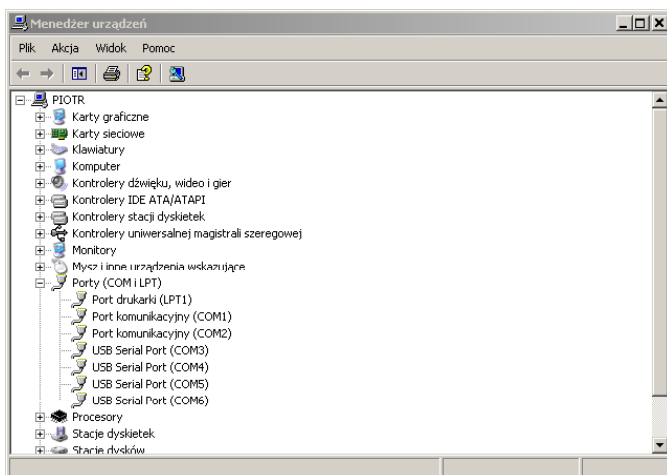 Menedżer urządzeń
Plik Akcja Widok Pomoc
PIOTR
Karty graficzne
Karty sieciowe
Klawiatury
Komputer
Kontrolery dźwięku, wideo i gier
Kontrolery IDE ATA/ATAPI
Kontrolery stacji dyskietek
Kontrolery uniwersalnej magistrali szeregowej
Monitory
Mysz i inne urządzenia wskazujące
Porty (COM i LPT)
Port drukarki (LPT1)
Port komunikacyjny (COM1)
Port komunikacyjny (COM2)
USB Serial Port (COM3)
USB Serial Port (COM4)
USB Serial Port (COM5)
USB Serial Port (COM6)
Procesory
Stacje dyskietek
Stacje dysków